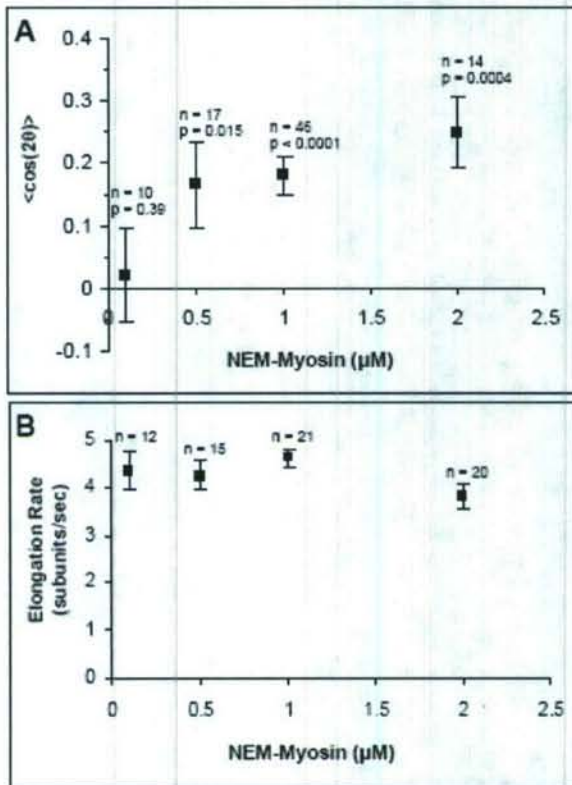 A
0.4
0.3
0.2
0.1
0
-0.1
<cos(2θ)>
n = 10
p = 0.39
n = 17
p = 0.015
n = 46
p < 0.0001
n = 14
p = 0.0004
0.5
1
1.5
2
2.5
NEM-Myosin (µM)
B
5
4
3
2
1
0
Elongation Rate
(subunits/sec)
n = 12
n = 15
n = 21
n = 20
0
0.5
1
1.5
2
2.5
NEM-Myosin (µM)